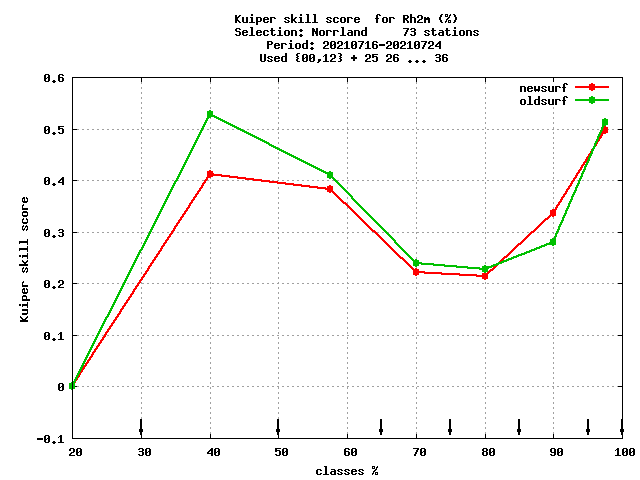 Kuiper skill score  for Rh2m (%)
Selection: Norrland     73 stations
Period: 20210716-20210724
Used {00,12} + 25 26 ... 36
newsurf
oldsurf
0.6
0.5
0.4
0.3
0.2
0.1
0
-0.1
Kuiper skill score
20 30 40 50 60 70 80 90 100
classes %